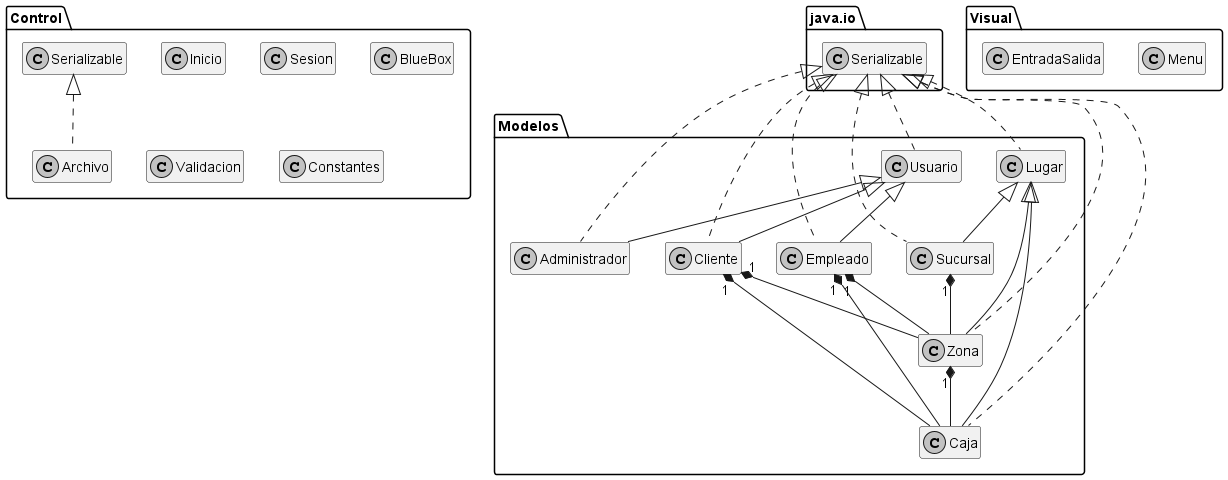 Control
java.io
Visual
C Serializable
C Inicio
C Sesion
C BlueBox
C Serializable
C EntradaSalida
C Menu
Modelos
C Archivo
C Validacion
C Constantes
C Usuario
C Lugar
C Administrador
C Cliente
C Empleado
C Sucursal
1
1
1
1
1
C Zona
1
C Caja